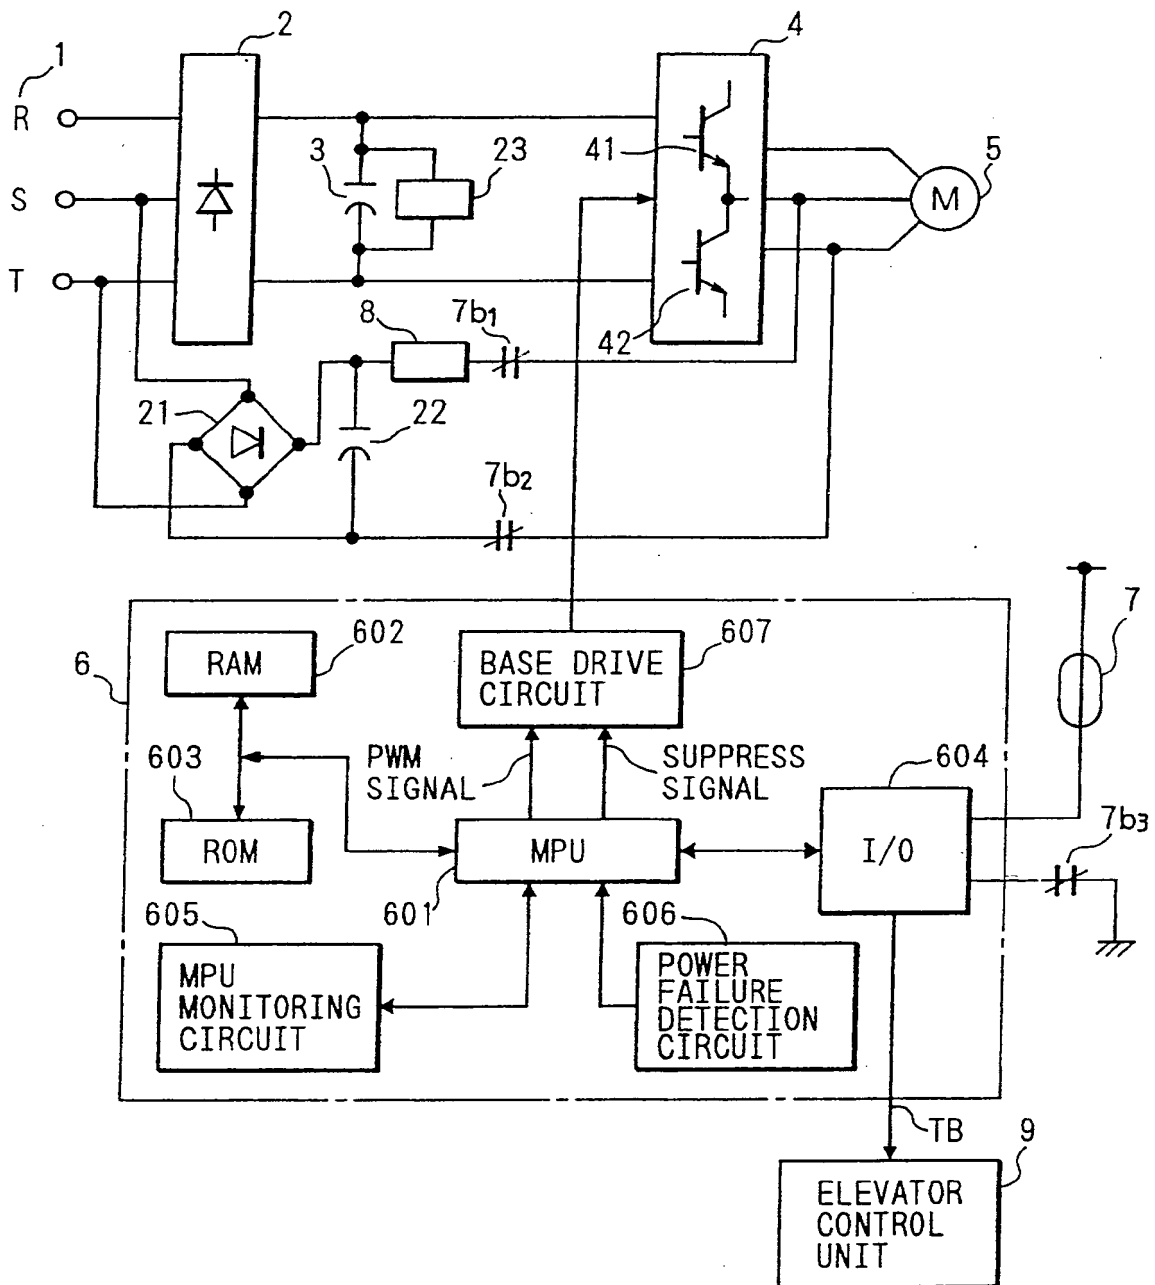 1
2
4
R
S
T
3
23
41
42
5
M
8
7b1
21
22
7b2
6
RAM
602
BASE DRIVE
CIRCUIT
607
7
603
PWM
SIGNAL
SUPPRESS
SIGNAL
604
ROM
MPU
I/O
7b3
605
601
606
MPU
MONITORING
CIRCUIT
POWER
FAILURE
DETECTION
CIRCUIT
TB
9
ELEVATOR
CONTROL
UNIT